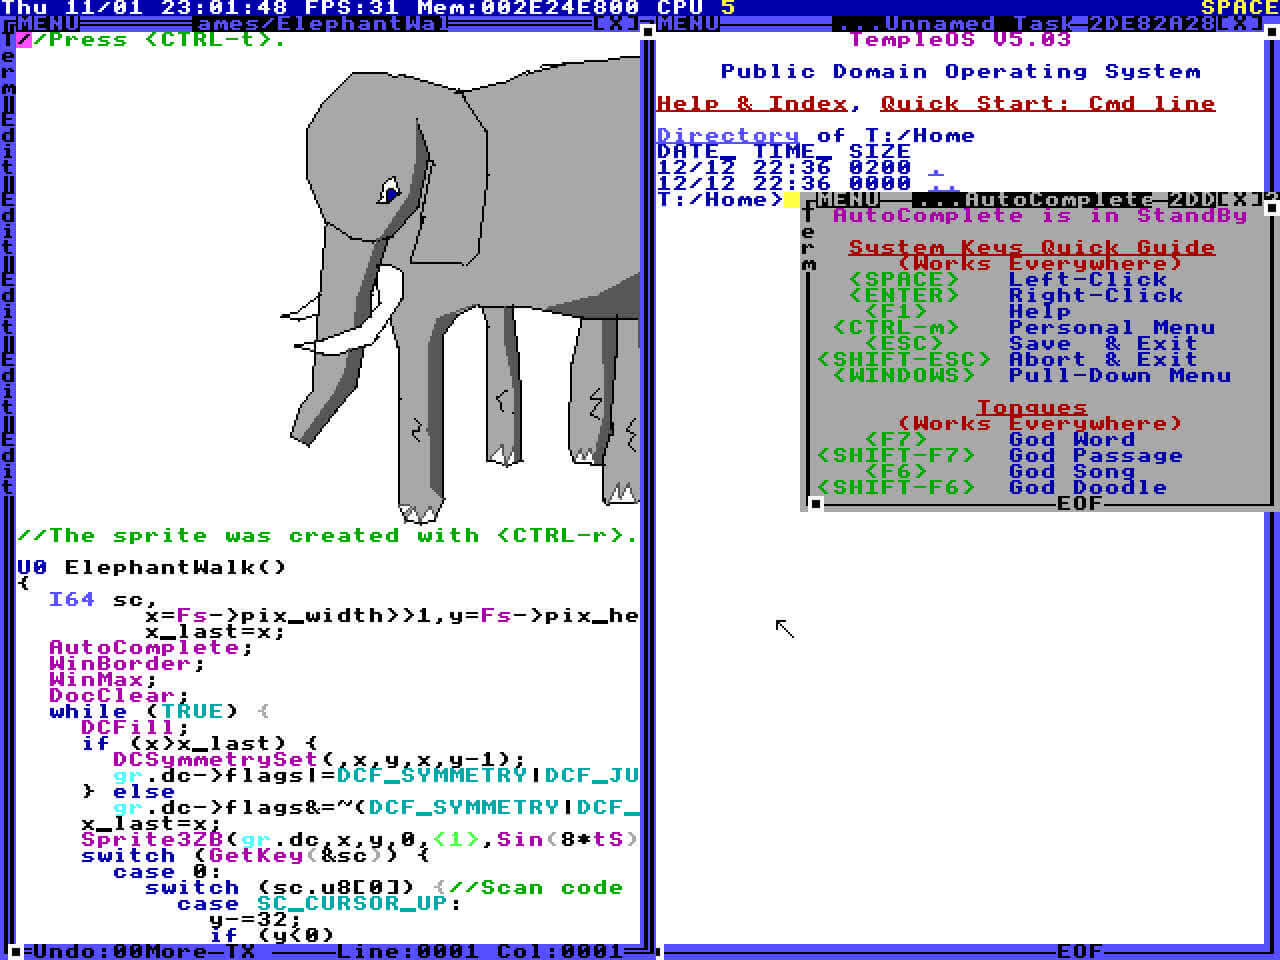 Thu 11/01 23:01:48 FPS:31 Mem:002E24E800 CPU 5 SPACE
MENU ames/ElephantWal [X]
//Press <CTRL-t>.
//The sprite was created with <CTRL-r>.
U0 ElephantWalk()
{
I64 sc,
x=Fs->pix_width>>1,y=Fs->pix_he
x_last=x;
AutoComplete;
WinBorder;
WinMax;
DocClear;
while (TRUE) {
DCFill;
if (x>x_last) {
DCSymmetrySet(,x,y,x,y-1);
gr.dc->flags|=DCF_SYMMETRY|DCF_JU
} else
gr.dc->flags&=~(DCF_SYMMETRY|DCF_
x_last=x;
Sprite3ZB(gr.dc,x,y,0,<1>,Sin(8*tS)
switch (GetKey(&sc)) {
case 0:
switch (sc.u8[0]) {//Scan code
case SC_CURSOR_UP:
y-=32;
if (y<0)
=Undo:00More-TX Line:0001 Col:0001
Term||Edit||Edit||Edit||Edit
MENU ...Unnamed Task 2DE82A28[X]
TempleOS V5.03
Public Domain Operating System
Help & Index, Quick Start: Cmd line
Directory of T:/Home
DATE_ TIME_ SIZE
12/12 22:36 0200 .
12/12 22:36 0000 ..
T:/Home>
MENU ...AutoComplete 2DD[X]2
Term
AutoComplete is in StandBy
System Keys Quick Guide
(Works Everywhere)
<SPACE> Left-Click
<ENTER> Right-Click
<F1> Help
<CTRL-m> Personal Menu
<ESC> Save & Exit
<SHIFT-ESC> Abort & Exit
<WINDOWS> Pull-Down Menu
Tongues
(Works Everywhere)
<F7> God Word
<SHIFT-F7> God Passage
<F6> God Song
<SHIFT-F6> God Doodle
EOF
EOF